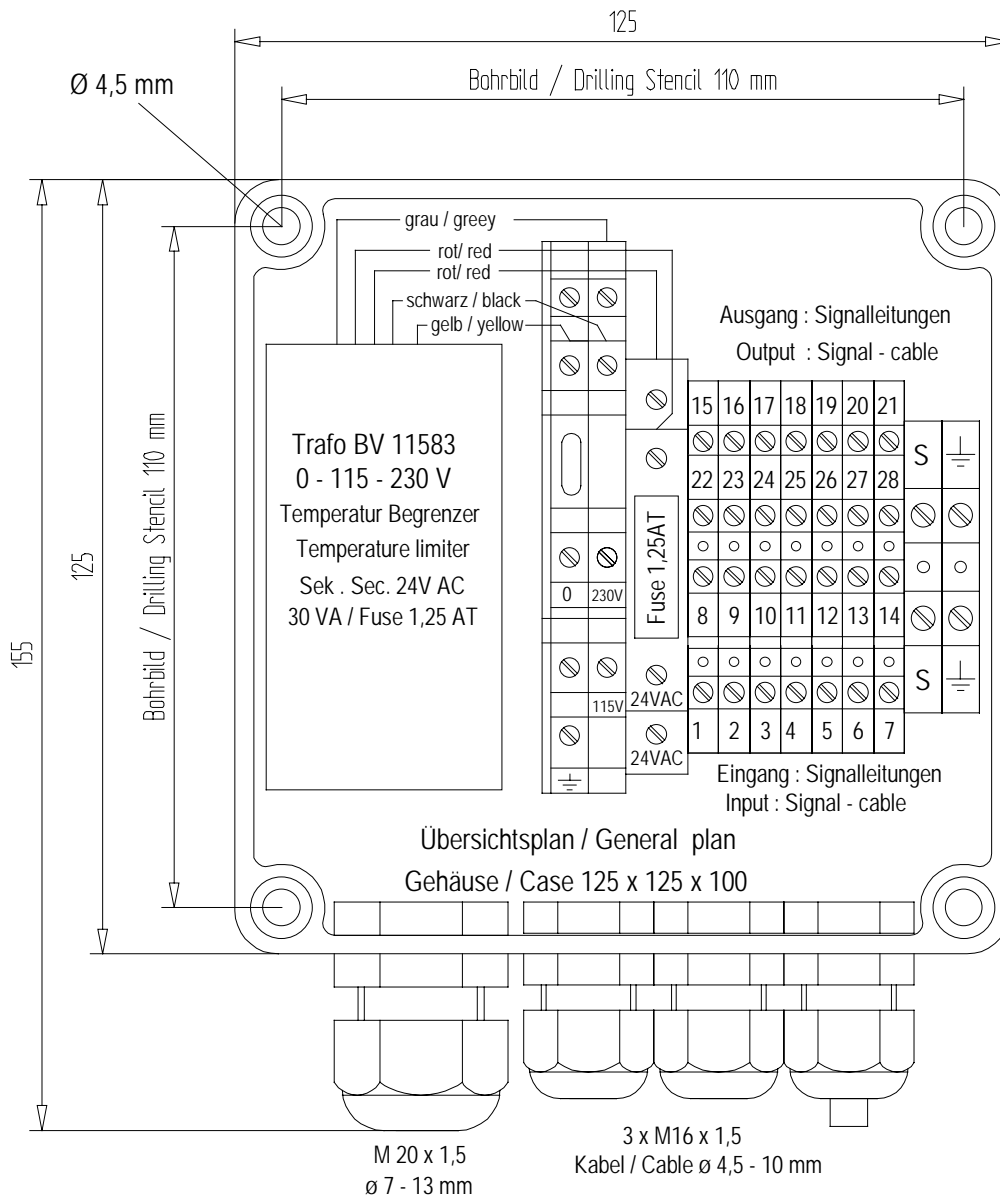 125
Bohrbild / Drilling Stencil 110 mm
Ø 4,5 mm
grau / greey
rot/ red
rot/ red
schwarz / black
gelb / yellow
Ausgang : Signalleitungen
Output : Signal - cable
155
125
Bohrbild / Drilling Stencil 110 mm
Trafo BV 11583
0 - 115 - 230 V
Temperatur Begrenzer
Temperature limiter
Sek . Sec. 24V AC
30 VA / Fuse 1,25 AT
0 230V
115V
Fuse 1,25AT
24VAC
24VAC
15 16 17 18 19 20 21
22 23 24 25 26 27 28
8 9 10 11 12 13 14
1 2 3 4 5 6 7
S
S
Eingang : Signalleitungen
Input : Signal - cable
Übersichtsplan / General plan
Gehäuse / Case 125 x 125 x 100
M 20 x 1,5
ø 7 - 13 mm
3 x M16 x 1,5
Kabel / Cable ø 4,5 - 10 mm